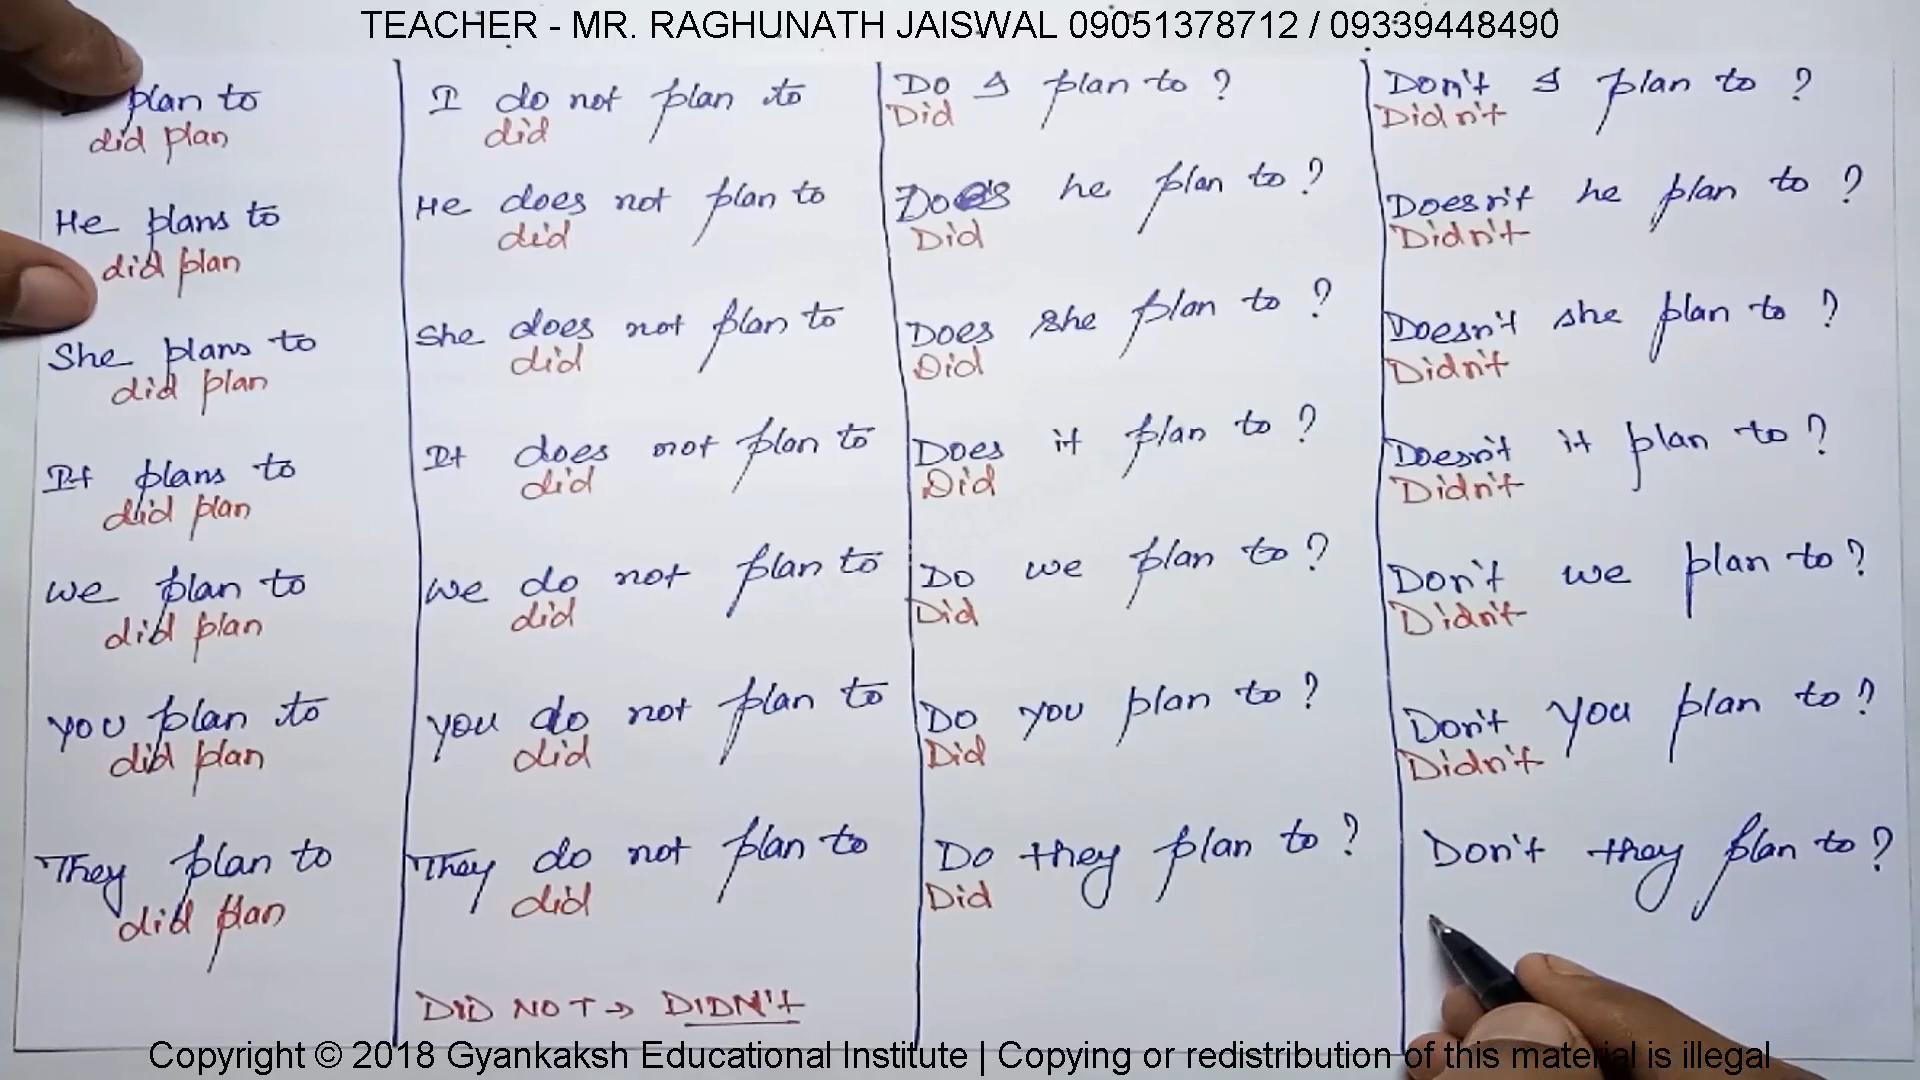 TEACHER - MR. RAGHUNATH JAISWAL 09051378712 / 09339448490
I plan to
did plan
He plans to
did plan
She plans to
did plan
It plans to
did plan
We plan to
did plan
You plan to
did plan
They plan to
did plan
I do not plan to
did
He does not plan to
did
She does not plan to
did
It does not plan to
did
We do not plan to
did
You do not plan to
did
They do not plan to
did
DID NOT → DIDN't
Do I plan to ?
Did
Does he plan to ?
Did
Does she plan to ?
Did
Does it plan to ?
Did
Do we plan to ?
Did
Do you plan to ?
Did
Do they plan to ?
Did
Don't I plan to ?
Didn't
Doesn't he plan to ?
Didn't
Doesn't she plan to ?
Didn't
Doesn't it plan to ?
Didn't
Don't we plan to ?
Didn't
Don't you plan to ?
Didn't
Don't they plan to ?
Copyright © 2018 Gyankaksh Educational Institute | Copying or redistribution of this material is illegal